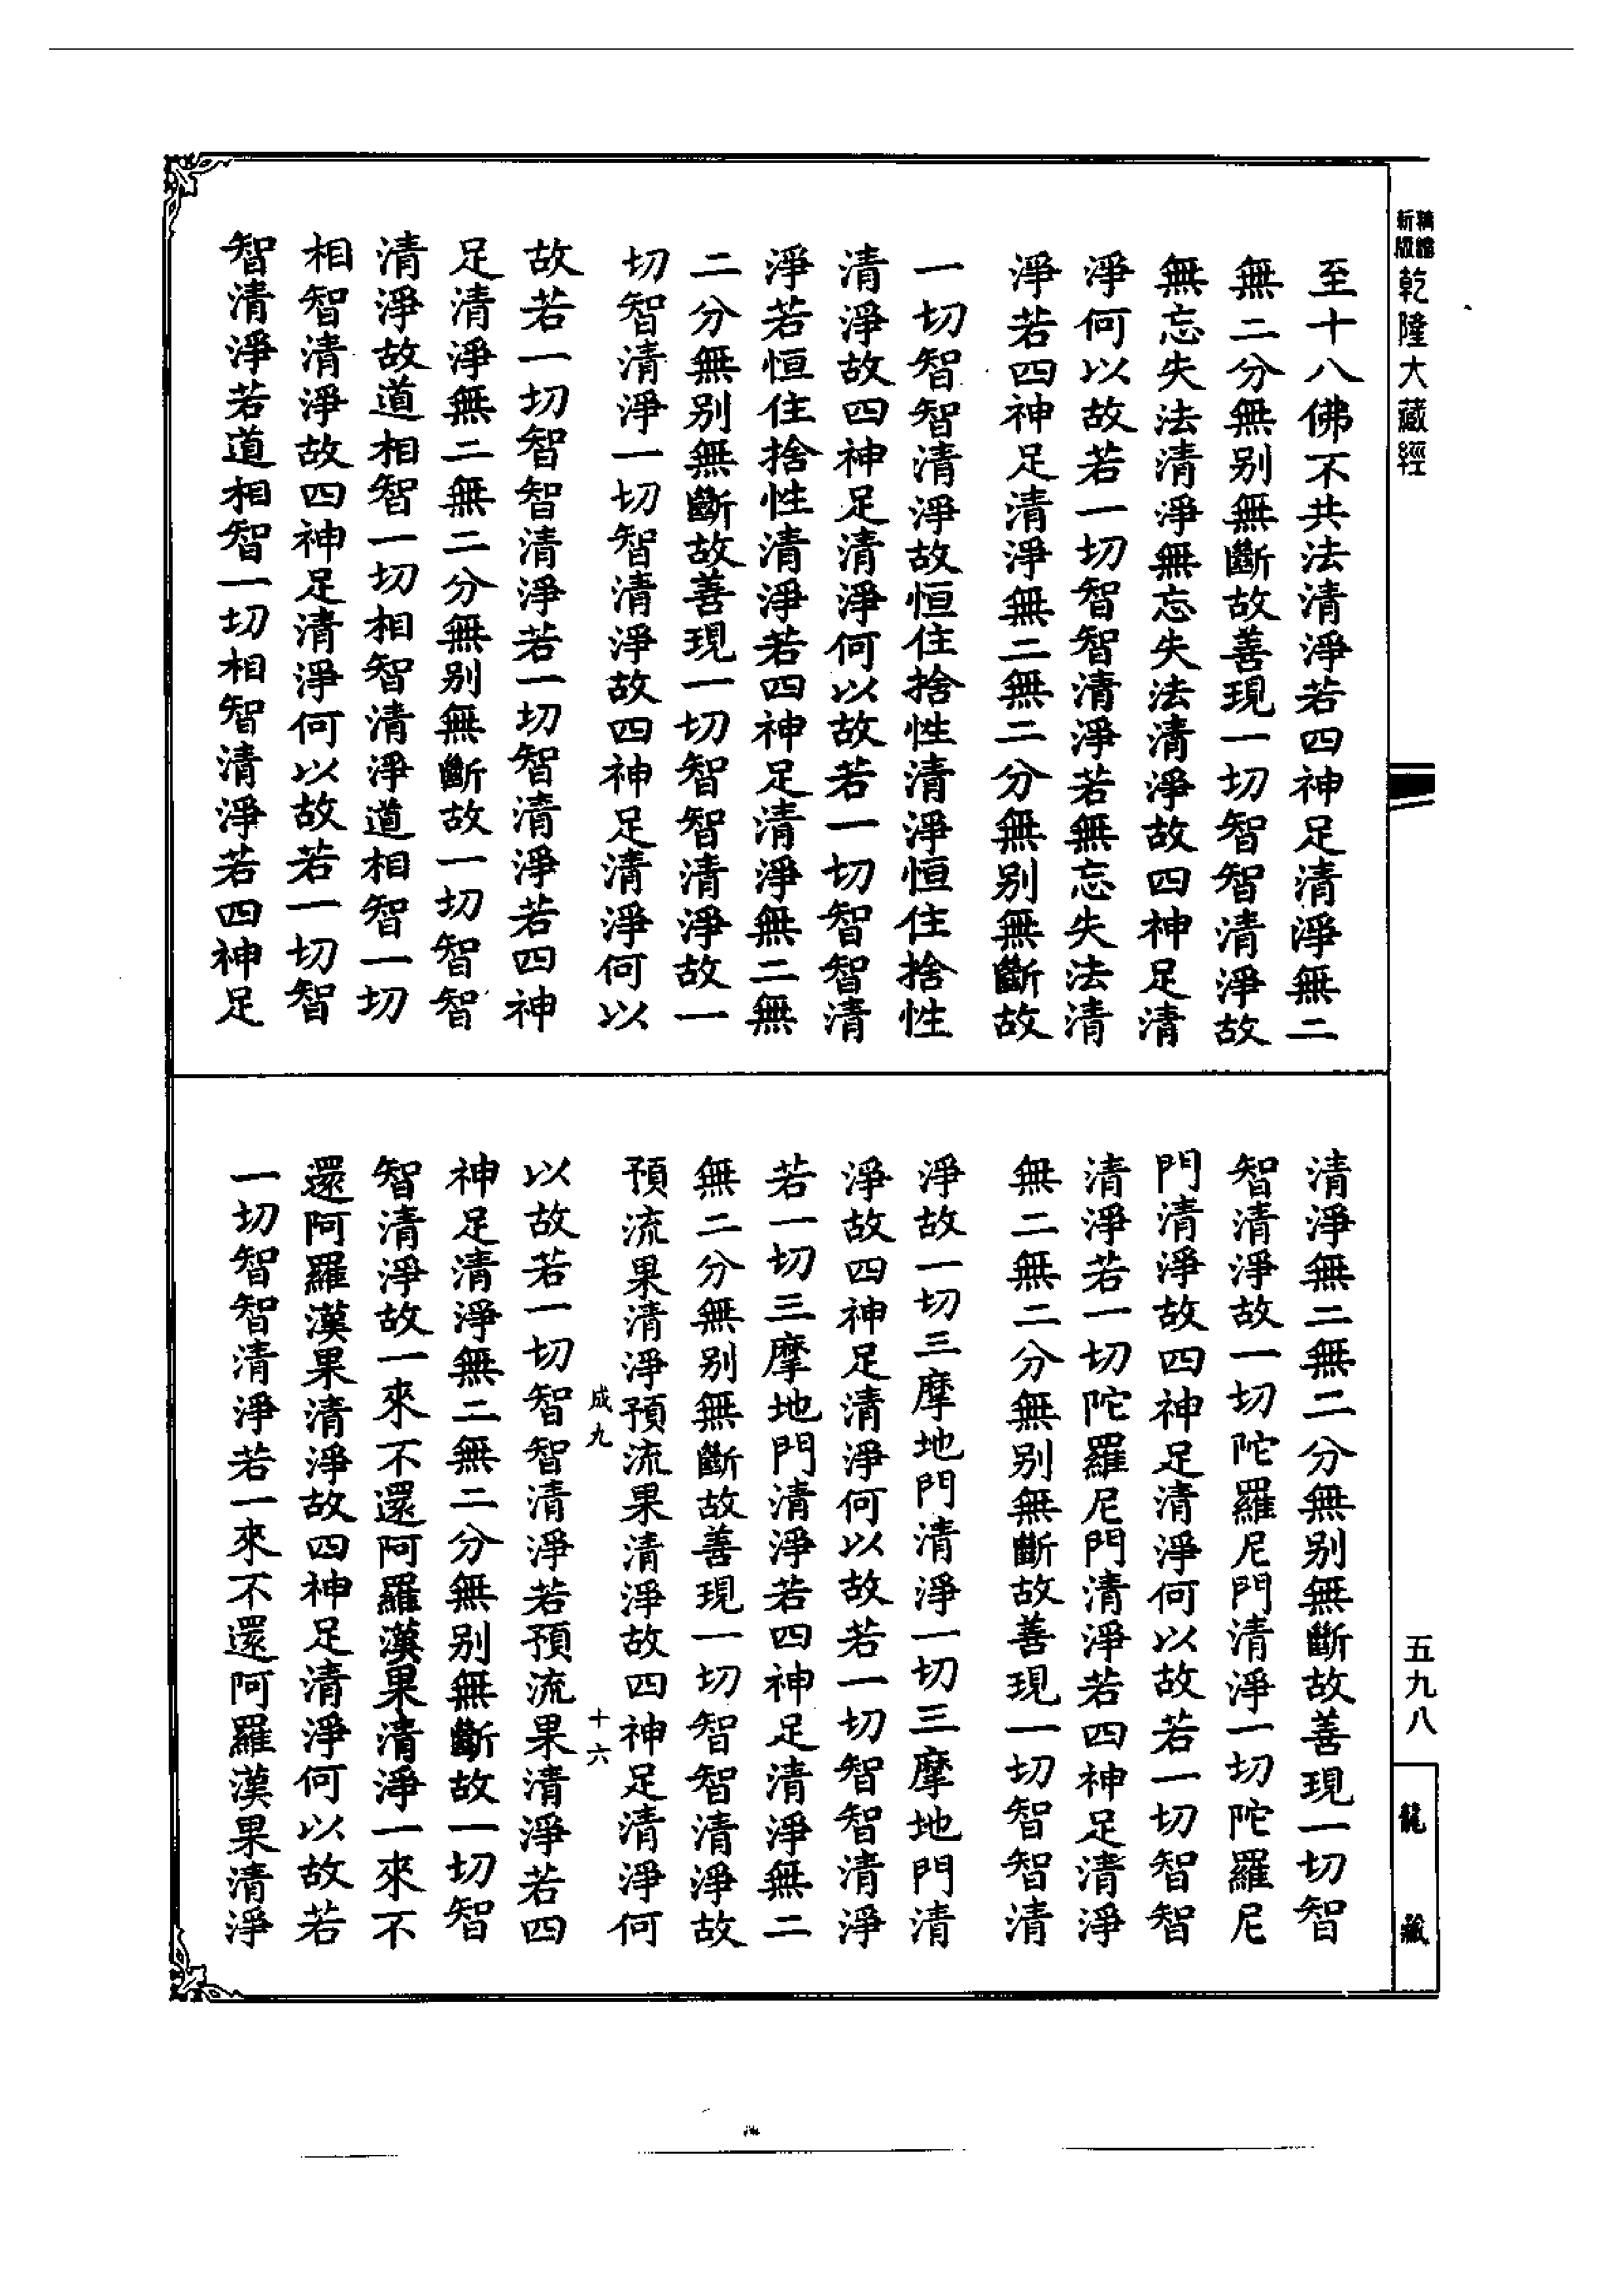 新編縮版乾隆大藏經
至十八佛不共法清淨若四神足清淨無二
無二分無别無斷故善現一切智智清淨故
無忘失法清淨無忘失法清淨故四神足清
淨何以故若一切智智清淨若無忘失法清
淨若四神足清淨無二無二分無别無斷故
一切智智清淨故恒住捨性清淨恒住捨性
清淨故四神足清淨何以故若一切智智清
淨若恒住捨性清淨若四神足清淨無二無
二分無别無斷故善現一切智智清淨故一
切智清淨一切智清淨故四神足清淨何以
故若一切智智清淨若一切智清淨若四神
足清淨無二無二分無别無斷故一切智智
清淨故道相智一切相智清淨道相智一切
相智清淨故四神足清淨何以故若一切智
智清淨若道相智一切相智清淨若四神足
清淨無二無二分無别無斷故善現一切智
智清淨故一切陀羅尼門清淨一切陀羅尼
門清淨故四神足清淨何以故若一切智智
清淨若一切陀羅尼門清淨若四神足清淨
無二無二分無别無斷故善現一切智智清
淨故一切三摩地門清淨一切三摩地門清
淨故四神足清淨何以故若一切智智清淨
若一切三摩地門清淨若四神足清淨無二
無二分無别無斷故善現一切智智清淨故
預流果清淨預流果清淨故四神足清淨何
成九 十六
以故若一切智智清淨若預流果清淨若四
神足清淨無二無二分無别無斷故一切智
智清淨故一來不還阿羅漢果清淨一來不
還阿羅漢果清淨故四神足清淨何以故若
一切智智清淨若一來不還阿羅漢果清淨
五九八
龍藏